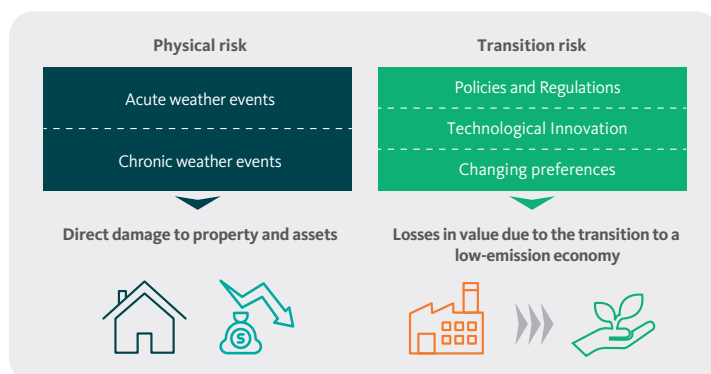 Physical risk
Acute weather events
Chronic weather events
Direct damage to property and assets
S
Transition risk
Policies and Regulations
Technological Innovation
Changing preferences
Losses in value due to the transition to a
low-emission economy